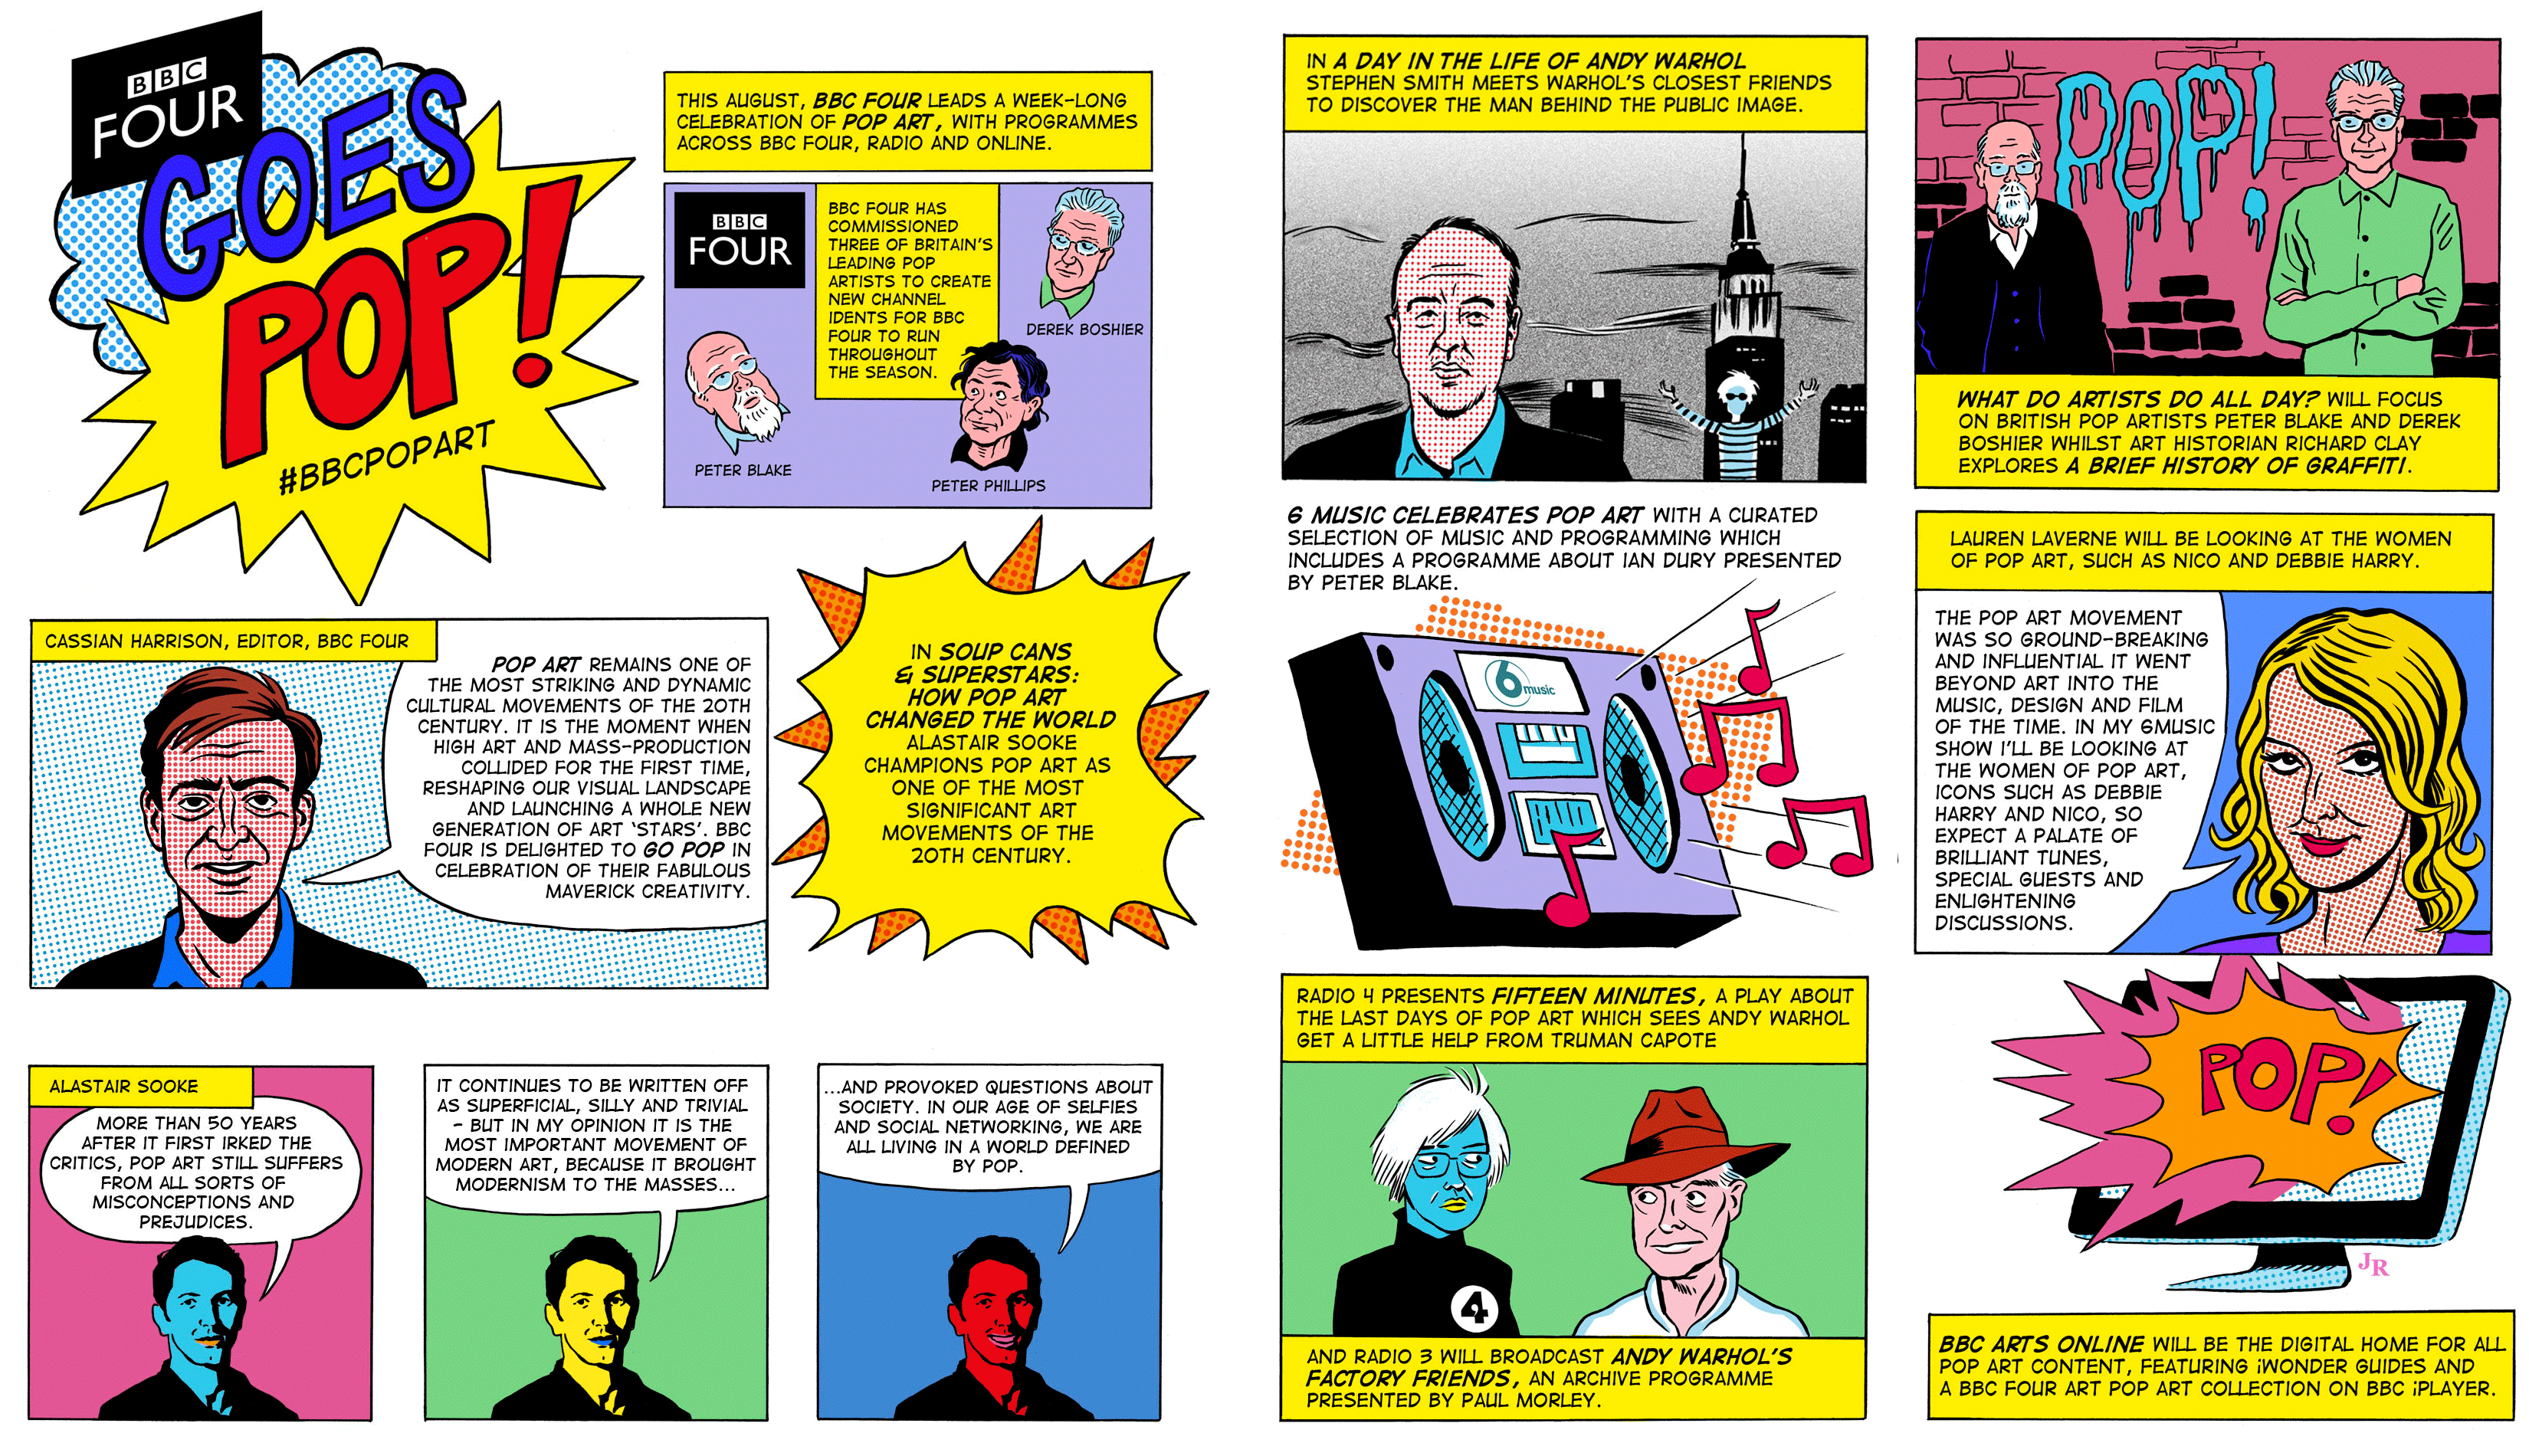 BBC
FOUR
GOES
POP!
#BBCPOPART
THIS AUGUST, BBC FOUR LEADS A WEEK-LONG
CELEBRATION OF POP ART, WITH PROGRAMMES
ACROSS BBC FOUR, RADIO AND ONLINE.
BBC
FOUR
BBC FOUR HAS
COMMISSIONED
THREE OF BRITAIN'S
LEADING POP
ARTISTS TO CREATE
NEW CHANNEL
IDENTS FOR BBC
FOUR TO RUN
THROUGHOUT
THE SEASON.
DEREK BOSHIER
PETER BLAKE
PETER PHILLIPS
CASSIAN HARRISON, EDITOR, BBC FOUR
POP ART REMAINS ONE OF
THE MOST STRIKING AND DYNAMIC
CULTURAL MOVEMENTS OF THE 20TH
CENTURY. IT IS THE MOMENT WHEN
HIGH ART AND MASS-PRODUCTION
COLLIDED FOR THE FIRST TIME,
RESHAPING OUR VISUAL LANDSCAPE
AND LAUNCHING A WHOLE NEW
GENERATION OF ART 'STARS'. BBC
FOUR IS DELIGHTED TO GO POP IN
CELEBRATION OF THEIR FABULOUS
MAVERICK CREATIVITY.
IN SOUP CANS
& SUPERSTARS:
HOW POP ART
CHANGED THE WORLD
ALASTAIR SOOKE
CHAMPIONS POP ART AS
ONE OF THE MOST
SIGNIFICANT ART
MOVEMENTS OF THE
20TH CENTURY.
ALASTAIR SOOKE
MORE THAN 50 YEARS
AFTER IT FIRST IRKED THE
CRITICS, POP ART STILL SUFFERS
FROM ALL SORTS OF
MISCONCEPTIONS AND
PREJUDICES.
IT CONTINUES TO BE WRITTEN OFF
AS SUPERFICIAL, SILLY AND TRIVIAL
- BUT IN MY OPINION IT IS THE
MOST IMPORTANT MOVEMENT OF
MODERN ART, BECAUSE IT BROUGHT
MODERNISM TO THE MASSES...
...AND PROVOKED QUESTIONS ABOUT
SOCIETY. IN OUR AGE OF SELFIES
AND SOCIAL NETWORKING, WE ARE
ALL LIVING IN A WORLD DEFINED
BY POP.
IN A DAY IN THE LIFE OF ANDY WARHOL
STEPHEN SMITH MEETS WARHOL'S CLOSEST FRIENDS
TO DISCOVER THE MAN BEHIND THE PUBLIC IMAGE.
6 MUSIC CELEBRATES POP ART WITH A CURATED
SELECTION OF MUSIC AND PROGRAMMING WHICH
INCLUDES A PROGRAMME ABOUT IAN DURY PRESENTED
BY PETER BLAKE.
6 music
RADIO 4 PRESENTS FIFTEEN MINUTES, A PLAY ABOUT
THE LAST DAYS OF POP ART WHICH SEES ANDY WARHOL
GET A LITTLE HELP FROM TRUMAN CAPOTE
4
AND RADIO 3 WILL BROADCAST ANDY WARHOL'S
FACTORY FRIENDS, AN ARCHIVE PROGRAMME
PRESENTED BY PAUL MORLEY.
POP!
WHAT DO ARTISTS DO ALL DAY? WILL FOCUS
ON BRITISH POP ARTISTS PETER BLAKE AND DEREK
BOSHIER WHILST ART HISTORIAN RICHARD CLAY
EXPLORES A BRIEF HISTORY OF GRAFFITI.
LAUREN LAVERNE WILL BE LOOKING AT THE WOMEN
OF POP ART, SUCH AS NICO AND DEBBIE HARRY.
THE POP ART MOVEMENT
WAS SO GROUND-BREAKING
AND INFLUENTIAL IT WENT
BEYOND ART INTO THE
MUSIC, DESIGN AND FILM
OF THE TIME. IN MY 6MUSIC
SHOW I'LL BE LOOKING AT
THE WOMEN OF POP ART,
ICONS SUCH AS DEBBIE
HARRY AND NICO, SO
EXPECT A PALATE OF
BRILLIANT TUNES,
SPECIAL GUESTS AND
ENLIGHTENING
DISCUSSIONS.
POP!
JR
BBC ARTS ONLINE WILL BE THE DIGITAL HOME FOR ALL
POP ART CONTENT, FEATURING iWONDER GUIDES AND
A BBC FOUR ART POP ART COLLECTION ON BBC iPLAYER.